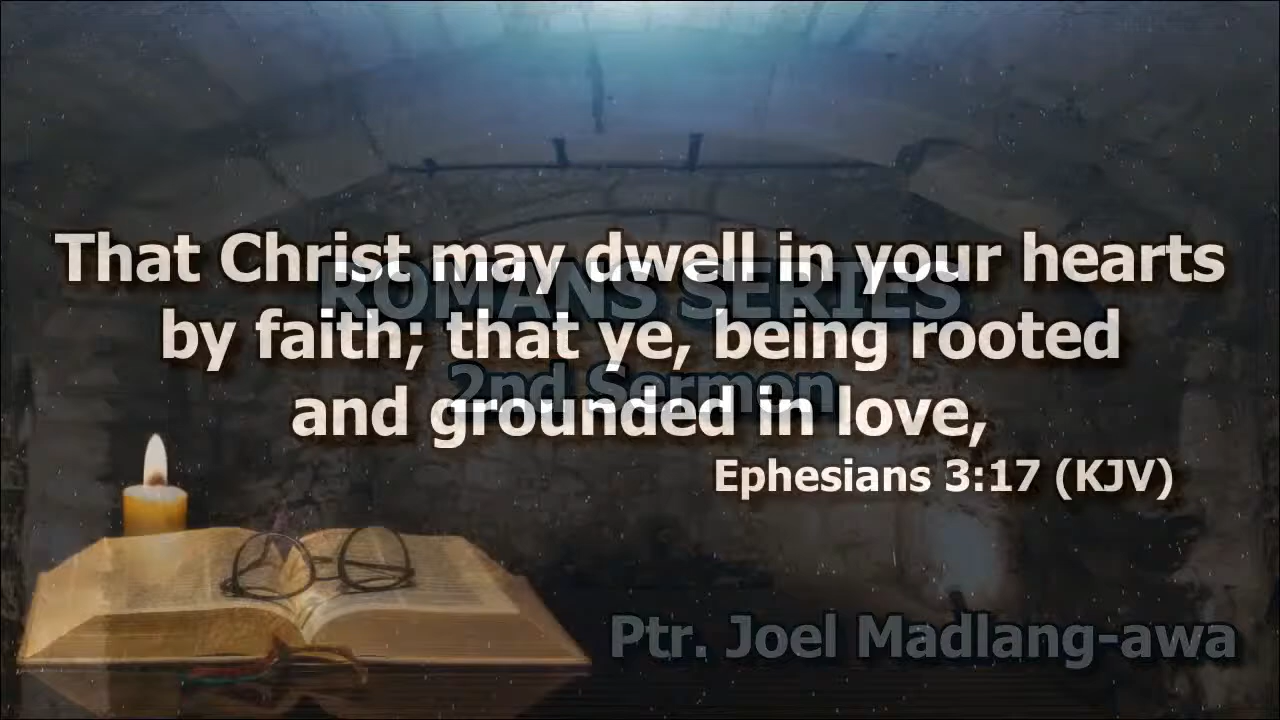 That Christ may dwell in your hearts
ROMANS SERIES
by faith; that ye, being rooted
2nd Sermon
and grounded in love,
Ephesians 3:17 (KJV)
Ptr. Joel Madlang-awa